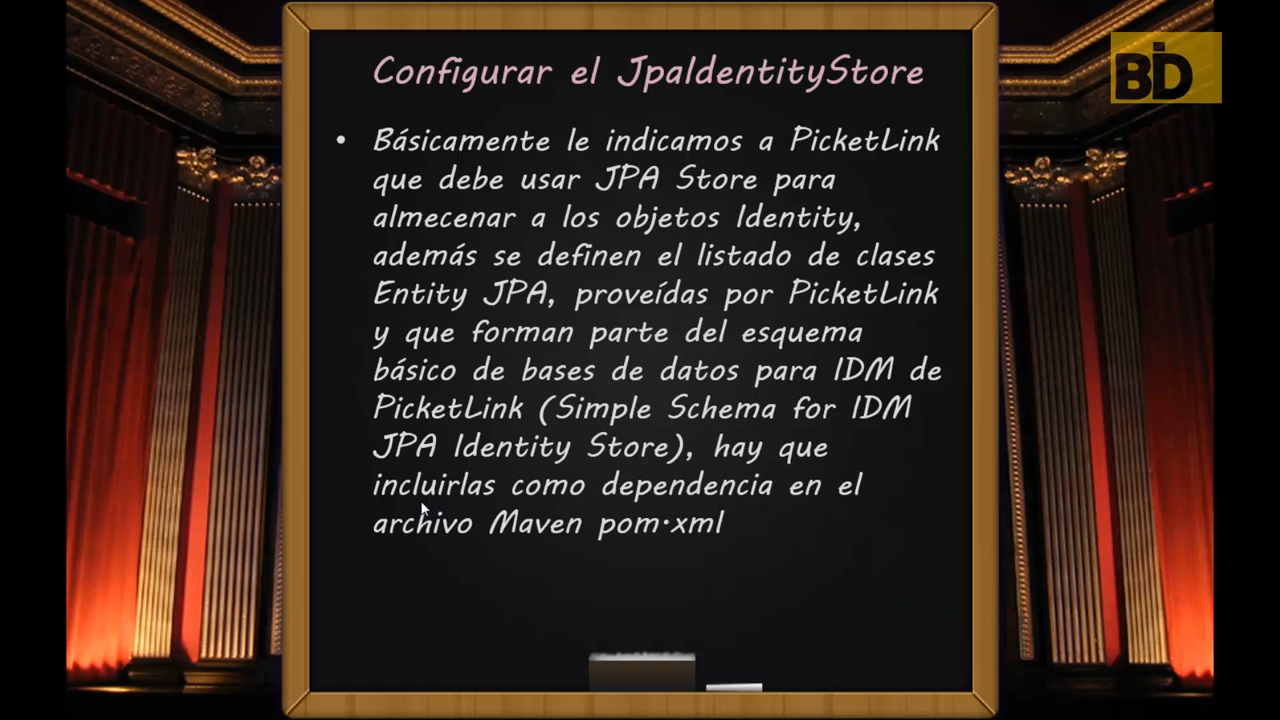 Configurar el JpaIdentityStore
BID
• Básicamente le indicamos a PicketLink
que debe usar JPA Store para
almecenar a los objetos Identity,
además se definen el listado de clases
Entity JPA, proveídas por PicketLink
y que forman parte del esquema
básico de bases de datos para IDM de
PicketLink (Simple Schema for IDM
JPA Identity Store), hay que
incluirlas como dependencia en el
archivo Maven pom.xml